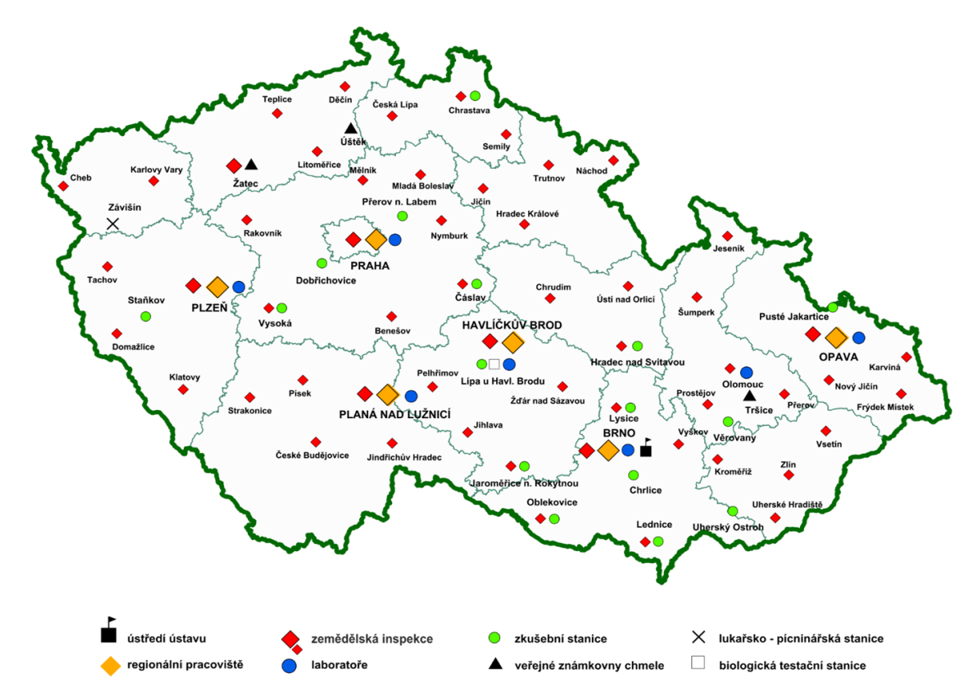 Teplice
Děčín
Česká Lípa
Chrastava
Úštěk
Semily
Litoměřice
Žatec
Karlovy Vary
Cheb
Závišín
Mělník
Mladá Boleslav
Jičín
Trutnov
Náchod
Hradec Králové
Přerov n. Labem
Rakovník
Nymburk
PRAHA
Dobřichovice
Jeseník
Tachov
Staňkov
PLZEŇ
Domažlice
Vysoká
Čáslav
Chrudim
Ústí nad Orlicí
Šumperk
Benešov
HAVLÍČKŮV BROD
Pusté Jakartice
OPAVA
Hradec nad Svitavou
Karviná
Klatovy
Strakonice
Písek
Pelhřimov
Lípa u Havl. Brodu
Žďár nad Sázavou
Olomouc
Nový Jičín
Frýdek Místek
PLANÁ NAD LUŽNICÍ
Prostějov
Tršice
Přerov
Lysice
BRNO
Jihlava
Vyškov
Věrovany
Vsetín
České Budějovice
Jindřichův Hradec
Jaroměřice n. Rokytnou
Chrlice
Kroměříž
Zlín
Oblekovice
Lednice
Uherské Hradiště
Uherský Ostroh
ústředí ústavu
zemědělská inspekce
zkušební stanice
lukařsko - pícninářská stanice
regionální pracoviště
laboratoře
veřejné známkovny chmele
biologická testační stanice